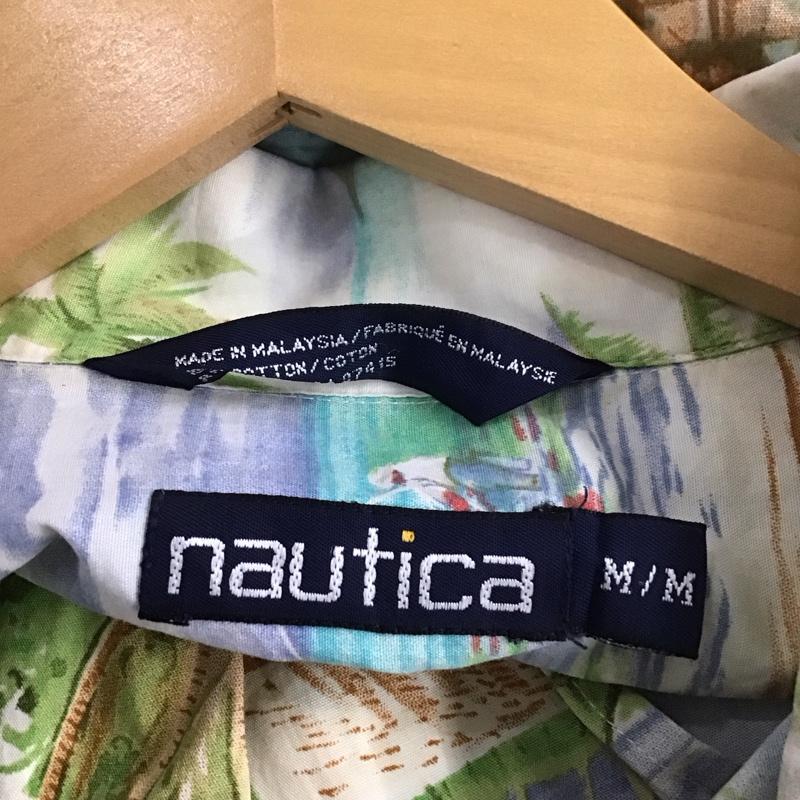 MADE IN MALAYSIA / FABRIQUÉ EN MALAYSIE
COTTON / COTON
nautica
M/M